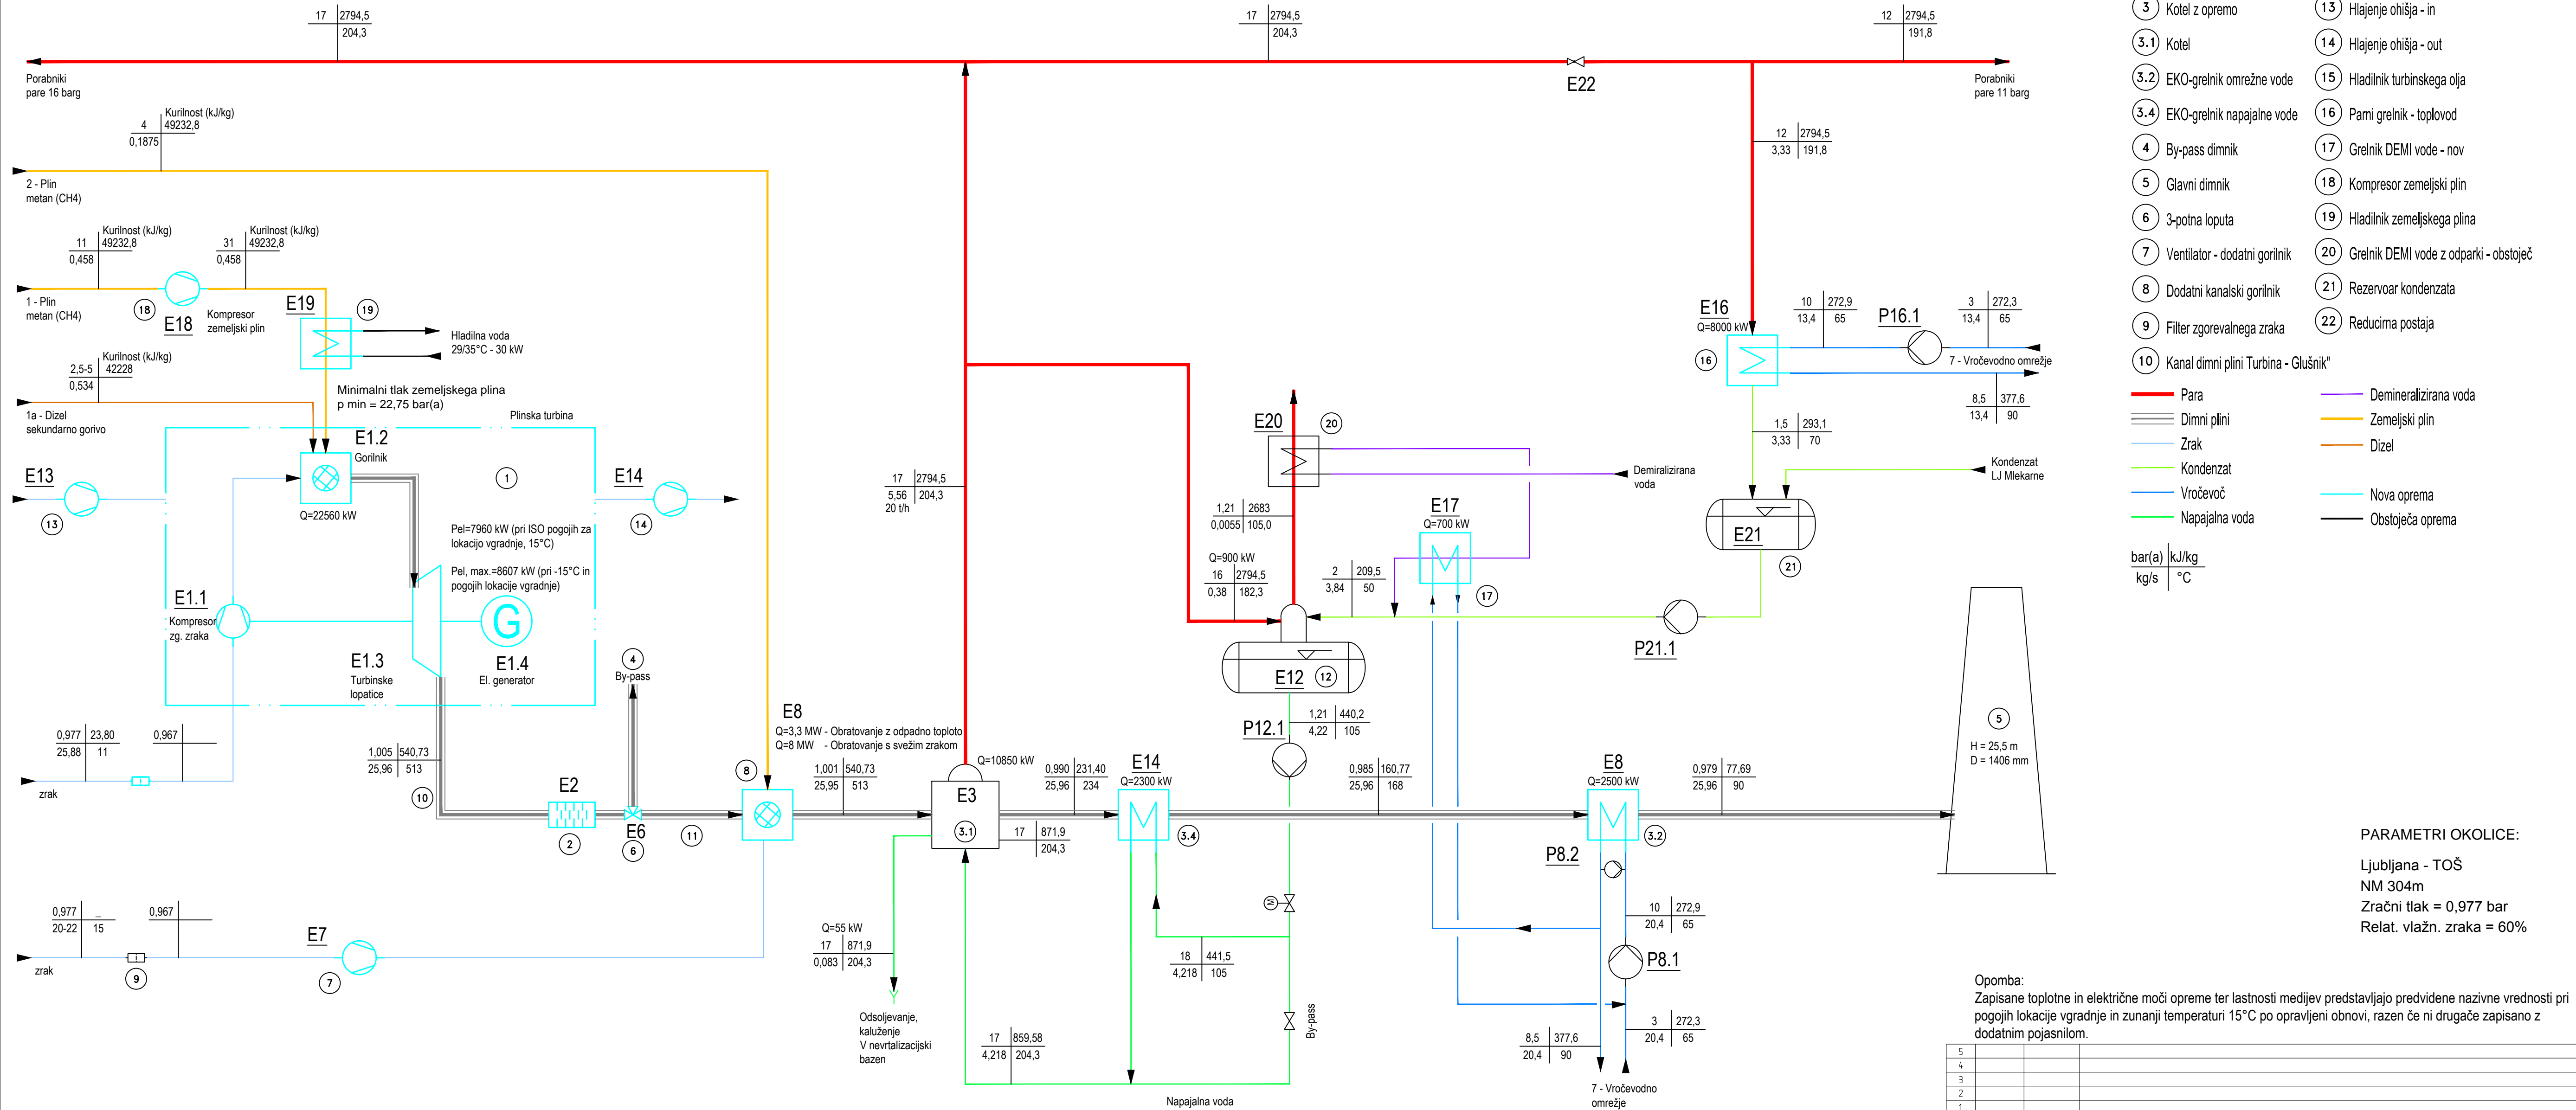 17 2794,5
204,3
17 2794,5
204,3
12 2794,5
191,8
Porabniki
pare 16 barg
E22
Porabniki
pare 11 barg
Kurilnost (kJ/kg)
4 49232,8
0,1875
2 - Plin
metan (CH4)
Kurilnost (kJ/kg)
11 49232,8
0,458
Kurilnost (kJ/kg)
31 49232,8
0,458
1 - Plin
metan (CH4)
18
E18
Kompresor
zemeljski plin
E19
19
Hladilna voda
29/35°C - 30 kW
Kurilnost (kJ/kg)
2,5-5 42228
0,534
1a - Dizel
sekundarno gorivo
Minimalni tlak zemeljskega plina
p min = 22,75 bar(a)
Plinska turbina
E1.2
Gorilnik
Q=22560 kW
1
E13
13
E14
14
Pel=7960 kW (pri ISO pogojih za
lokacijo vgradnje, 15°C)
Pel, max.=8607 kW (pri -15°C in
pogojih lokacije vgradnje)
E1.1
Kompresor
zg. zraka
G
E1.3
Turbinske
lopatice
E1.4
El. generator
0,977 23,80
25,88 11
0,967
zrak
1,005 540,73
25,96 513
10
4
By-pass
E2
2
E6
6
11
8
E8
Q=3,3 MW - Obratovanje z odpadno toploto
Q=8 MW - Obratovanje s svežim zrakom
1,001 540,73
25,95 513
Q=10850 kW
E3
3.1
17 871,9
204,3
0,990 231,40
25,96 234
E14
Q=2300 kW
3.4
0,985 160,77
25,96 168
E8
Q=2500 kW
3.2
0,979 77,69
25,96 90
5
H = 25,5 m
D = 1406 mm
0,977 _
20-22 15
0,967
zrak
9
E7
7
Q=55 kW
17 871,9
0,083 204,3
Odsoljevanje,
kaluženje
V nevrtalizacijski
bazen
17 859,58
4,218 204,3
18 441,5
4,218 105
M
By-pass
Napajalna voda
17 2794,5
5,56 204,3
20 t/h
E20
20
Demiralizirana
voda
1,21 2683
0,0055 105,0
Q=900 kW
16 2794,5
0,38 182,3
2 209,5
3,84 50
E17
Q=700 kW
17
E12
12
P12.1
1,21 440,2
4,22 105
P21.1
12 2794,5
3,33 191,8
E16
Q=8000 kW
16
10 272,9
13,4 65
P16.1
3 272,3
13,4 65
7 - Vročevodno omrežje
8,5 377,6
13,4 90
1,5 293,1
3,33 70
Kondenzat
LJ Mlekarne
E21
21
P8.2
10 272,9
20,4 65
P8.1
3 272,3
20,4 65
8,5 377,6
20,4 90
7 - Vročevodno
omrežje
3 Kotel z opremo
3.1 Kotel
3.2 EKO-grelnik omrežne vode
3.4 EKO-grelnik napajalne vode
4 By-pass dimnik
5 Glavni dimnik
6 3-potna loputa
7 Ventilator - dodatni gorilnik
8 Dodatni kanalski gorilnik
9 Filter zgorevalnega zraka
10 Kanal dimni plini Turbina - Glušnik"
13 Hlajenje ohišja - in
14 Hlajenje ohišja - out
15 Hladilnik turbinskega olja
16 Parni grelnik - toplovod
17 Grelnik DEMI vode - nov
18 Kompresor zemeljski plin
19 Hladilnik zemeljskega plina
20 Grelnik DEMI vode z odparki - obstoječ
21 Rezervoar kondenzata
22 Reducirna postaja
Para
Dimni plini
Zrak
Kondenzat
Vročevoč
Napajalna voda
Demineralizirana voda
Zemeljski plin
Dizel
Nova oprema
Obstoječa oprema
bar(a) kJ/kg
kg/s °C
PARAMETRI OKOLICE:
Ljubljana - TOŠ
NM 304m
Zračni tlak = 0,977 bar
Relat. vlažn. zraka = 60%
Opomba:
Zapisane toplotne in električne moči opreme ter lastnosti medijev predstavljajo predvidene nazivne vrednosti pri
pogojih lokacije vgradnje in zunanji temperaturi 15°C po opravljeni obnovi, razen če ni drugače zapisano z
dodatnim pojasnilom.
5
4
3
2
1